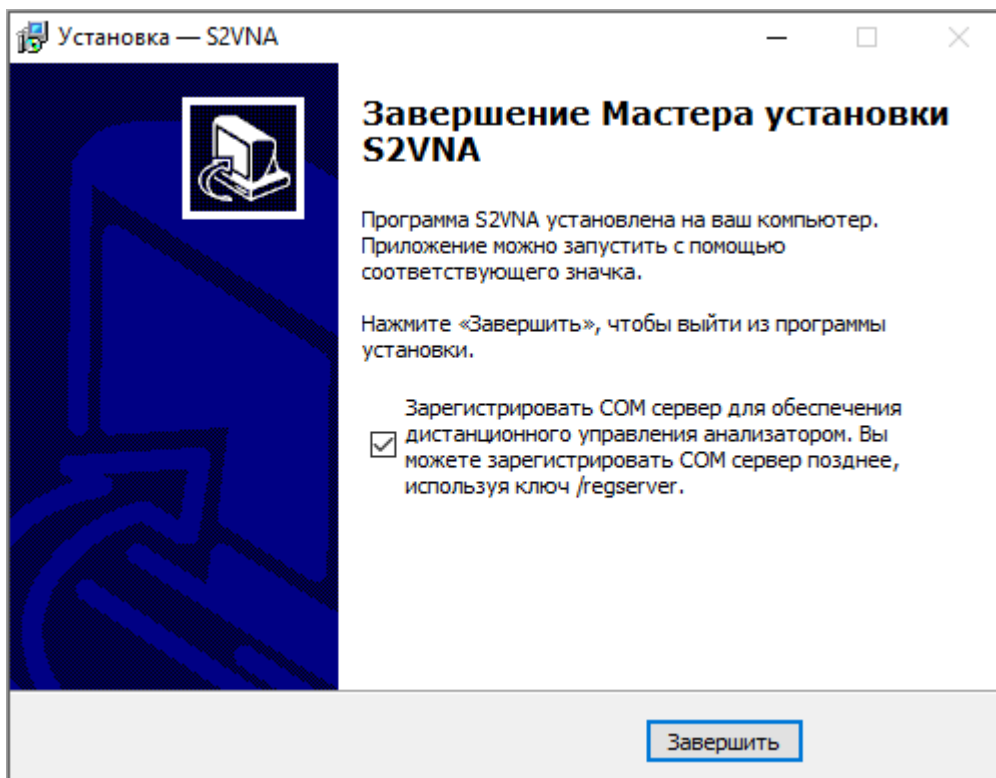 Установка — S2VNA
Завершение Мастера установки
S2VNA
Программа S2VNA установлена на ваш компьютер.
Приложение можно запустить с помощью
соответствующего значка.
Нажмите «Завершить», чтобы выйти из программы
установки.
Зарегистрировать COM сервер для обеспечения
дистанционного управления анализатором. Вы
можете зарегистрировать COM сервер позднее,
используя ключ /regserver.
Завершить